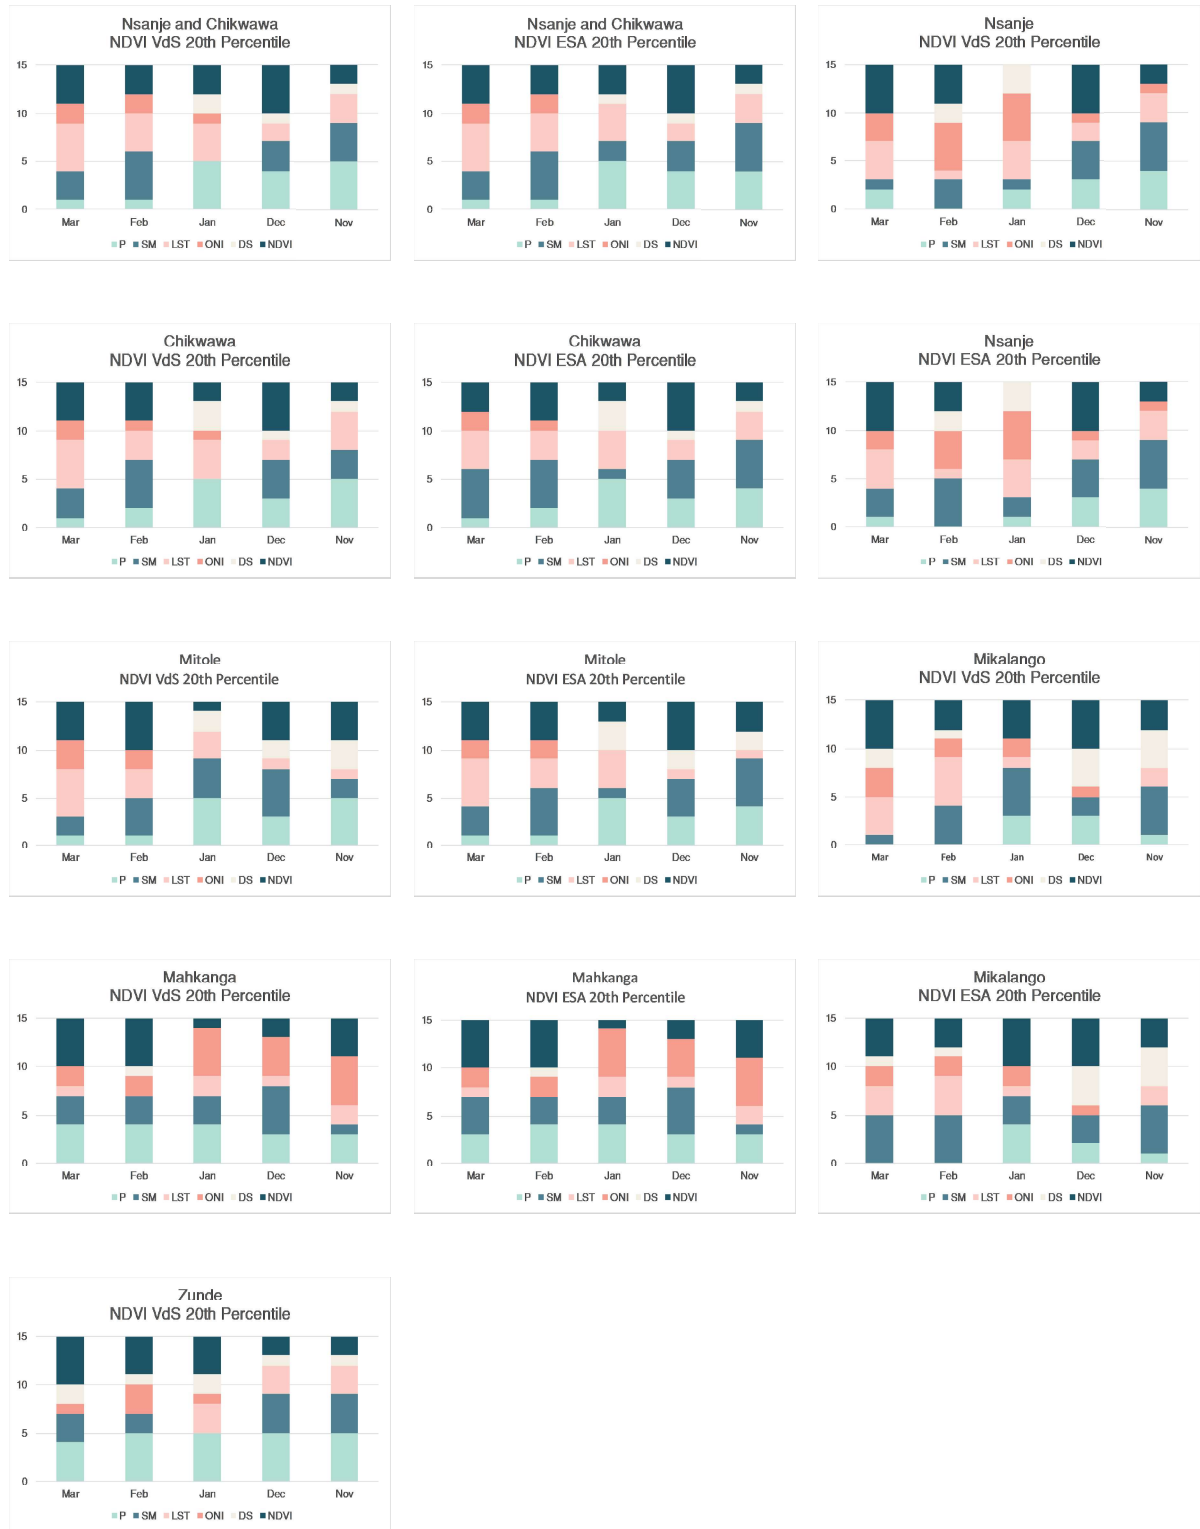 Nsanje and Chikwawa
NDVI VdS 20th Percentile
15
10
5
0
Mar Feb Jan Dec Nov
P SM LST ONI DS NDVI
Nsanje and Chikwawa
NDVI ESA 20th Percentile
15
10
5
0
Mar Feb Jan Dec Nov
P SM LST ONI DS NDVI
Nsanje
NDVI VdS 20th Percentile
15
10
5
0
Mar Feb Jan Dec Nov
P SM LST ONI DS NDVI
Chikwawa
NDVI VdS 20th Percentile
15
10
5
0
Mar Feb Jan Dec Nov
P SM LST ONI DS NDVI
Chikwawa
NDVI ESA 20th Percentile
15
10
5
0
Mar Feb Jan Dec Nov
P SM LST ONI DS NDVI
Nsanje
NDVI ESA 20th Percentile
15
10
5
0
Mar Feb Jan Dec Nov
P SM LST ONI DS NDVI
Mitole
NDVI VdS 20th Percentile
15
10
5
0
Mar Feb Jan Dec Nov
P SM LST ONI DS NDVI
Mitole
NDVI ESA 20th Percentile
15
10
5
0
Mar Feb Jan Dec Nov
P SM LST ONI DS NDVI
Mikalango
NDVI VdS 20th Percentile
15
10
5
0
Mar Feb Jan Dec Nov
P SM LST ONI DS NDVI
Mahkanga
NDVI VdS 20th Percentile
15
10
5
0
Mar Feb Jan Dec Nov
P SM LST ONI DS NDVI
Mahkanga
NDVI ESA 20th Percentile
15
10
5
0
Mar Feb Jan Dec Nov
P SM LST ONI DS NDVI
Mikalango
NDVI ESA 20th Percentile
15
10
5
0
Mar Feb Jan Dec Nov
P SM LST ONI DS NDVI
Zunde
NDVI VdS 20th Percentile
15
10
5
0
Mar Feb Jan Dec Nov
P SM LST ONI DS NDVI